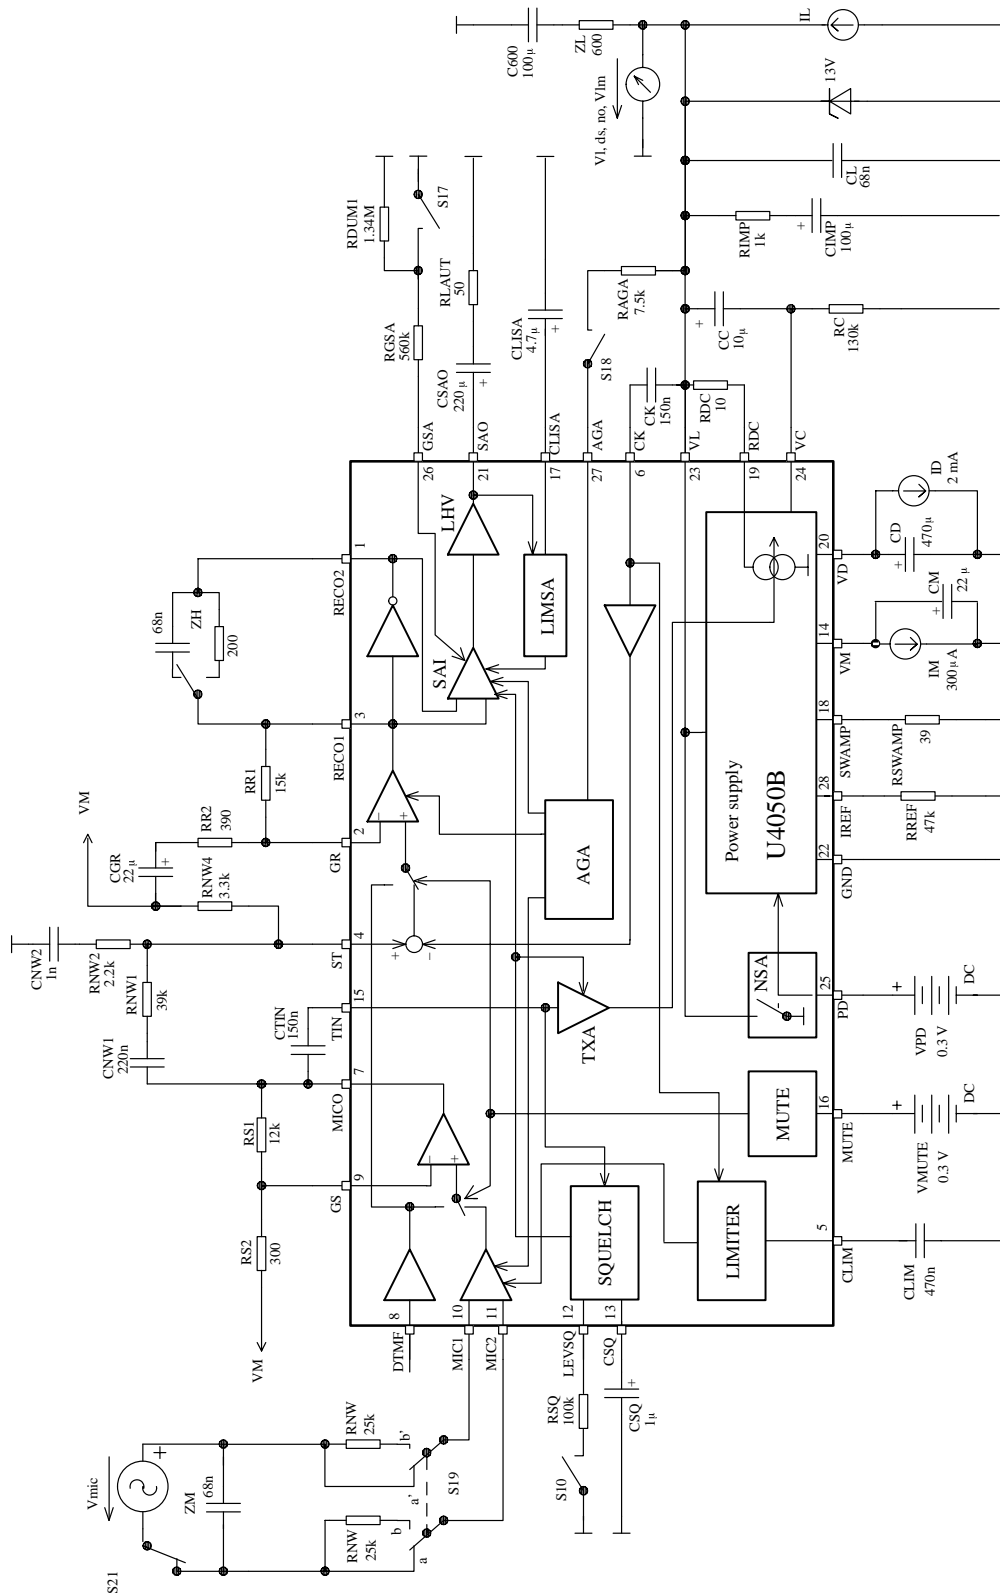 S21
Vmic
+
ZM
68n
RNW
25k
RNW
25k
a
b
a'
b'
S19
VM
RS2
300
RS1
12k
CNW1
220n
CTIN
150n
RNW1
39k
RNW2
2.2k
CNW2
1n
VM
CGR
22 µ
+
RNW4
3.3k
RR2
390
RR1
15k
68n
ZH
200
RDUM1
1.34M
S17
RGSA
560k
RLAUT
50
CSAO
220 µ
+
CLISA
4.7µ
+
S18
RAGA
7.5k
CK
150n
RDC
10
DTMF
8
MIC1
10
MIC2
11
GS
9
MICO
7
TIN
15
ST
4
GR
2
RECO1
3
RECO2
1
GSA
26
SAO
21
CLISA
17
AGA
27
CK
6
VL
23
RDC
19
VC
24
− +
+ −
− +
SAI
LHV
LIMSA
AGA
TXA
SQUELCH
LIMITER
MUTE
NSA
Power supply
U4050B
LEVSQ
12
CSQ
13
S10
RSQ
100k
CSQ
1µ
+
CLIM
5
MUTE
16
PD
25
GND
22
IREF
28
SWAMP
18
VM
14
VD
20
CLIM
470n
VMUTE
0.3 V
+
DC
VPD
0.3 V
+
DC
RREF
47k
RSWAMP
39
IM
300µA
CM
22 µ
+
CD
470µ
+
ID
2 mA
C600
100µ
ZL
600
Vl, ds, no, Vlm
IL
13V
CL
68n
RIMP
1k
CIMP
100µ
+
CC
10µ
+
RC
130k